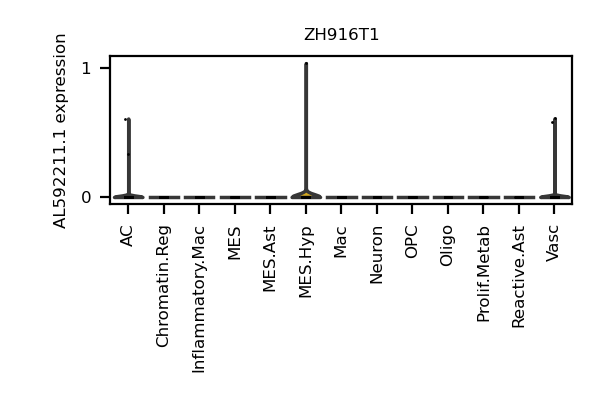 ZH916T1
AL592211.1 expression
1
0
AC
Chromatin.Reg
Inflammatory.Mac
MES
MES.Ast
MES.Hyp
Mac
Neuron
OPC
Oligo
Prolif.Metab
Reactive.Ast
Vasc